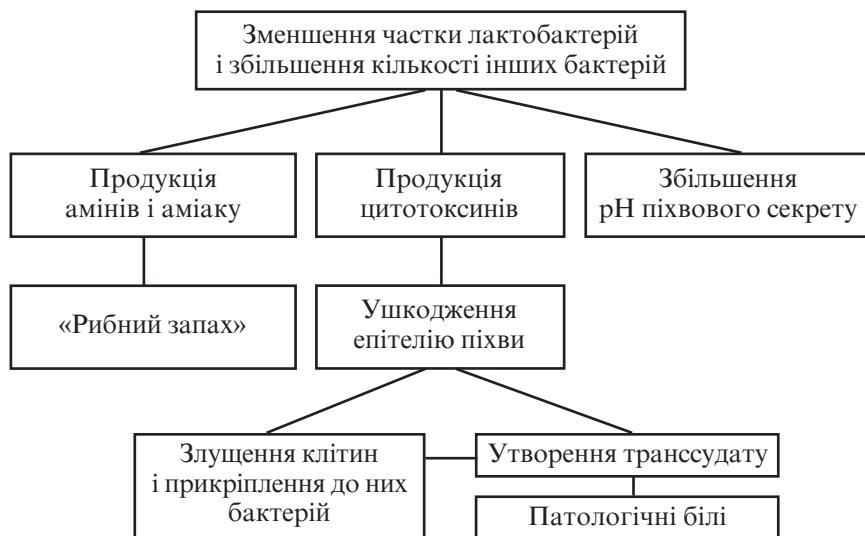 Зменшення частки лактобактерій
і збільшення кількості інших бактерій
Продукція
амінів і аміаку
Продукція
цитотоксинів
Збільшення
pH піхвового секрету
«Рибний запах»
Ушкодження
епітелію піхви
Злущення клітин
і прикріплення до них
бактерій
Утворення транссудату
Патологічні білі